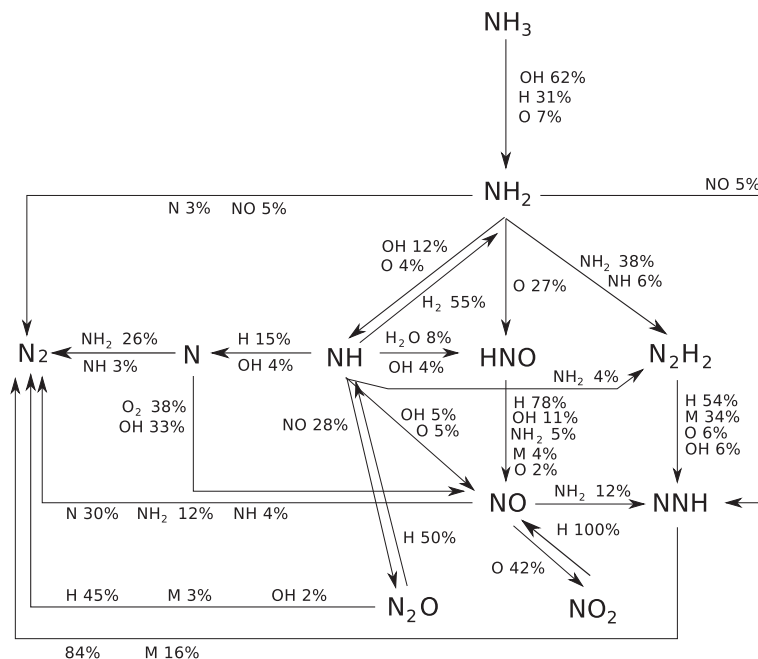 NH₃
OH 62%
H 31%
O 7%
NH₂
NO 5%
N 3% NO 5%
OH 12%
O 4%
NH₂ 38%
NH 6%
O 27%
H₂ 55%
NH₂ 26%
H 15%
H₂O 8%
N₂
N
NH
HNO
N₂H₂
NH 3%
OH 4%
OH 4%
NH₂ 4%
O₂ 38%
OH 33%
NO 28%
OH 5%
O 5%
H 78%
OH 11%
NH₂ 5%
M 4%
O 2%
H 54%
M 34%
O 6%
OH 6%
NH₂ 12%
NO
NNH
N 30% NH₂ 12% NH 4%
H 50%
H 100%
O 42%
H 45% M 3% OH 2%
N₂O
NO₂
84% M 16%